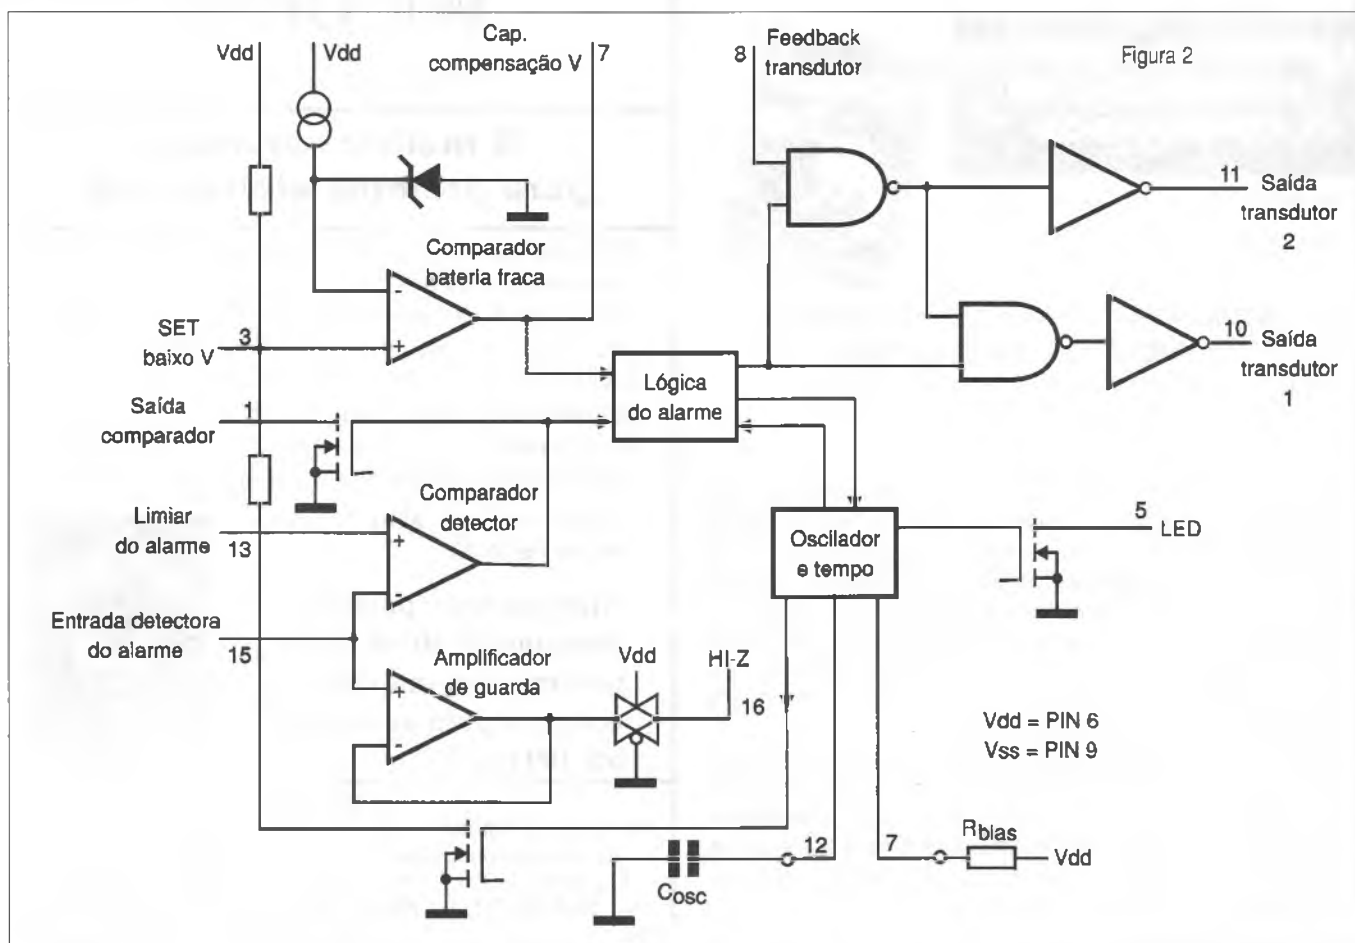 Figura 2
Vdd
Vdd
Cap.
compensação V
7
8
Feedback
transdutor
11
Saída
transdutor
2
Comparador
bateria fraca
-
+
SET
baixo V
3
10
Saída
transdutor
1
Lógica
do alarme
Saída
comparador
1
Comparador
detector
+
-
Limiar
do alarme
13
Oscilador
e tempo
5
LED
Entrada detectora
do alarme
15
Amplificador
de guarda
+
-
Vdd
HI-Z
16
Vdd = PIN 6
Vss = PIN 9
Cosc
12
7
Rbias
Vdd